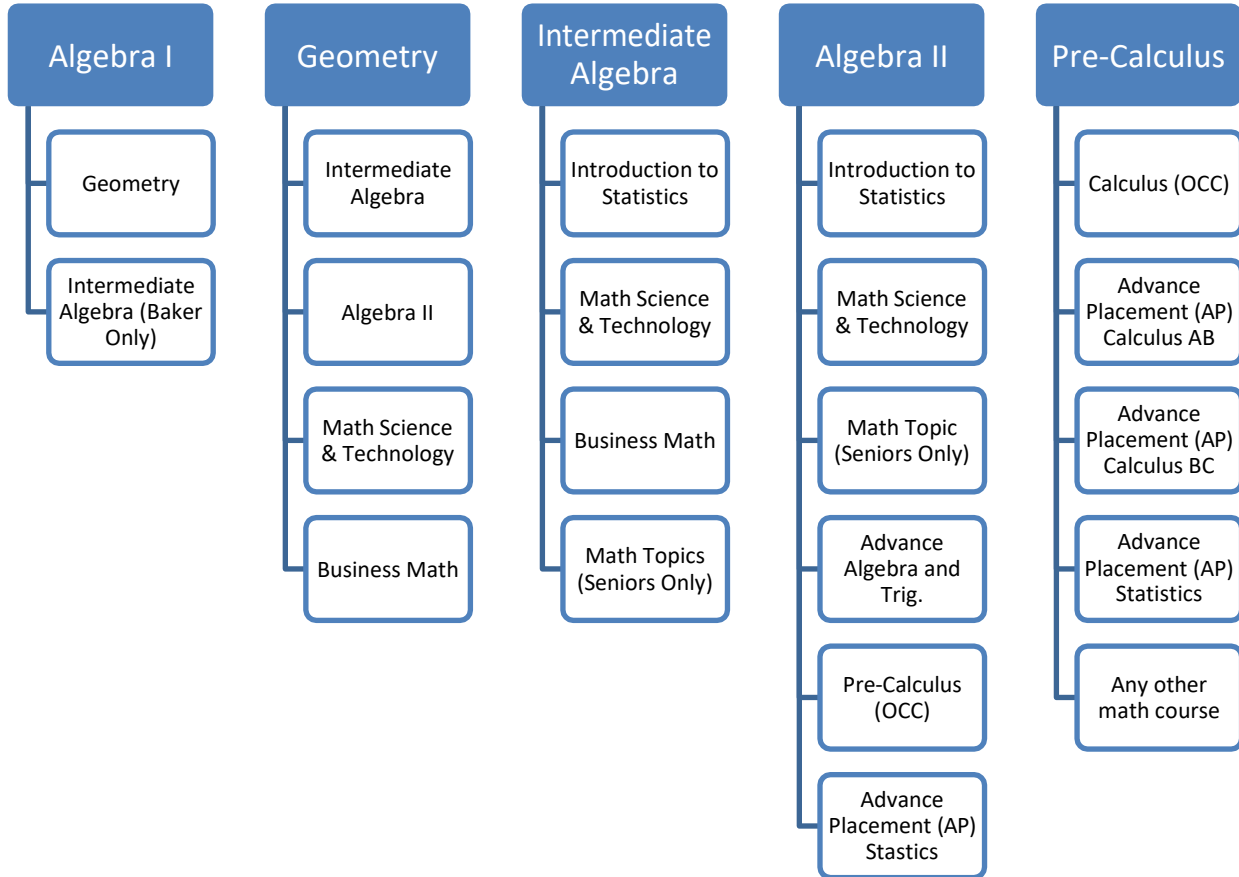 Algebra I
Geometry
Intermediate
Algebra (Baker
Only)
Geometry
Intermediate
Algebra
Algebra II
Math Science
& Technology
Business Math
Intermediate
Algebra
Introduction to
Statistics
Math Science
& Technology
Business Math
Math Topics
(Seniors Only)
Algebra II
Introduction to
Statistics
Math Science
& Technology
Math Topic
(Seniors Only)
Advance
Algebra and
Trig.
Pre-Calculus
(OCC)
Advance
Placement (AP)
Stastics
Pre-Calculus
Calculus (OCC)
Advance
Placement (AP)
Calculus AB
Advance
Placement (AP)
Calculus BC
Advance
Placement (AP)
Statistics
Any other
math course